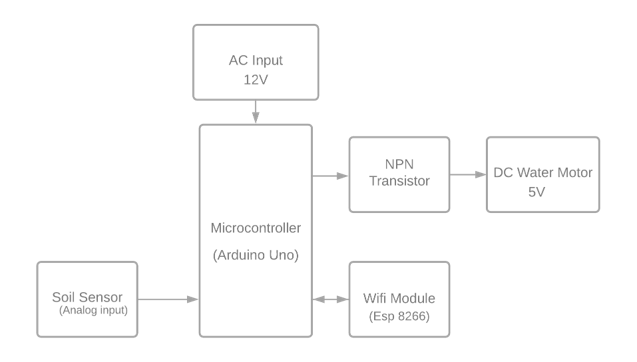 AC Input
12V
NPN
Transistor
DC Water Motor
5V
Microcontroller
(Arduino Uno)
Soil Sensor
(Analog input)
Wifi Module
(Esp 8266)